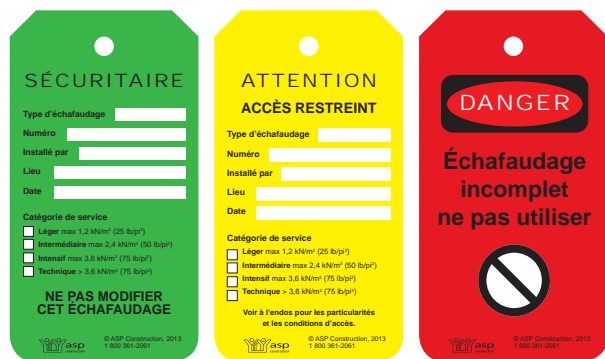 SÉCURITAIRE
Type d'échafaudage
Numéro
Installé par
Lieu
Date
Catégorie de service
Léger max 1,2 kN/m² (25 lb/pi²)
Intermédiaire max 2,4 kN/m² (50 lb/pi²)
Intensif max 3,6 kN/m² (75 lb/pi²)
Technique > 3,6 kN/m² (75 lb/pi²)
NE PAS MODIFIER
CET ÉCHAFAUDAGE
asp
construction
© ASP Construction, 2013
1 800 361-2061
ATTENTION
ACCÈS RESTREINT
Type d'échafaudage
Numéro
Installé par
Lieu
Date
Catégorie de service
Léger max 1,2 kN/m² (25 lb/pi²)
Intermédiaire max 2,4 kN/m² (50 lb/pi²)
Intensif max 3,6 kN/m² (75 lb/pi²)
Technique > 3,6 kN/m² (75 lb/pi²)
Voir à l'endos pour les particularités
et les conditions d'accès.
asp
construction
© ASP Construction, 2013
1 800 361-2061
DANGER
Échafaudage
incomplet
ne pas utiliser
asp
construction
© ASP Construction, 2013
1 800 361-2061